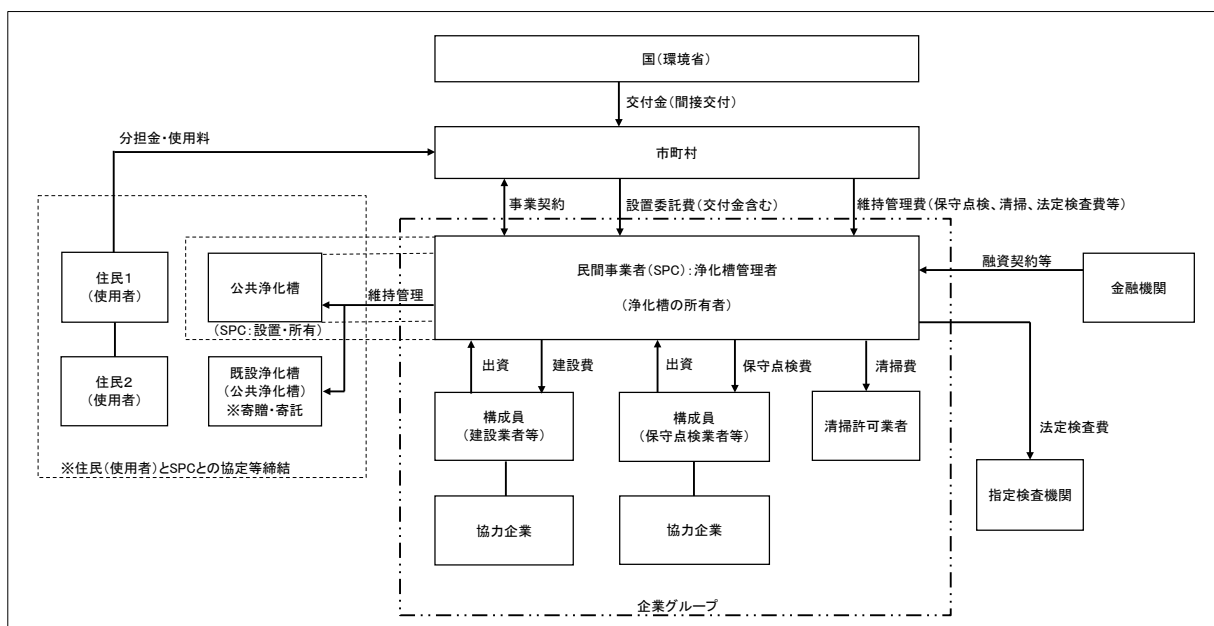 国(環境省)
交付金(間接交付)
分担金・使用料
市町村
事業契約
設置委託費(交付金含む)
維持管理費(保守点検、清掃、法定検査費等)
住民1
(使用者)
公共浄化槽
(SPC:設置・所有)
維持管理
民間事業者(SPC):浄化槽管理者
(浄化槽の所有者)
融資契約等
金融機関
住民2
(使用者)
既設浄化槽
(公共浄化槽)
※寄贈・寄託
出資
建設費
出資
保守点検費
清掃費
構成員
(建設業者等)
構成員
(保守点検業者等)
清掃許可業者
法定検査費
※住民(使用者)とSPCとの協定等締結
協力企業
協力企業
指定検査機関
企業グループ